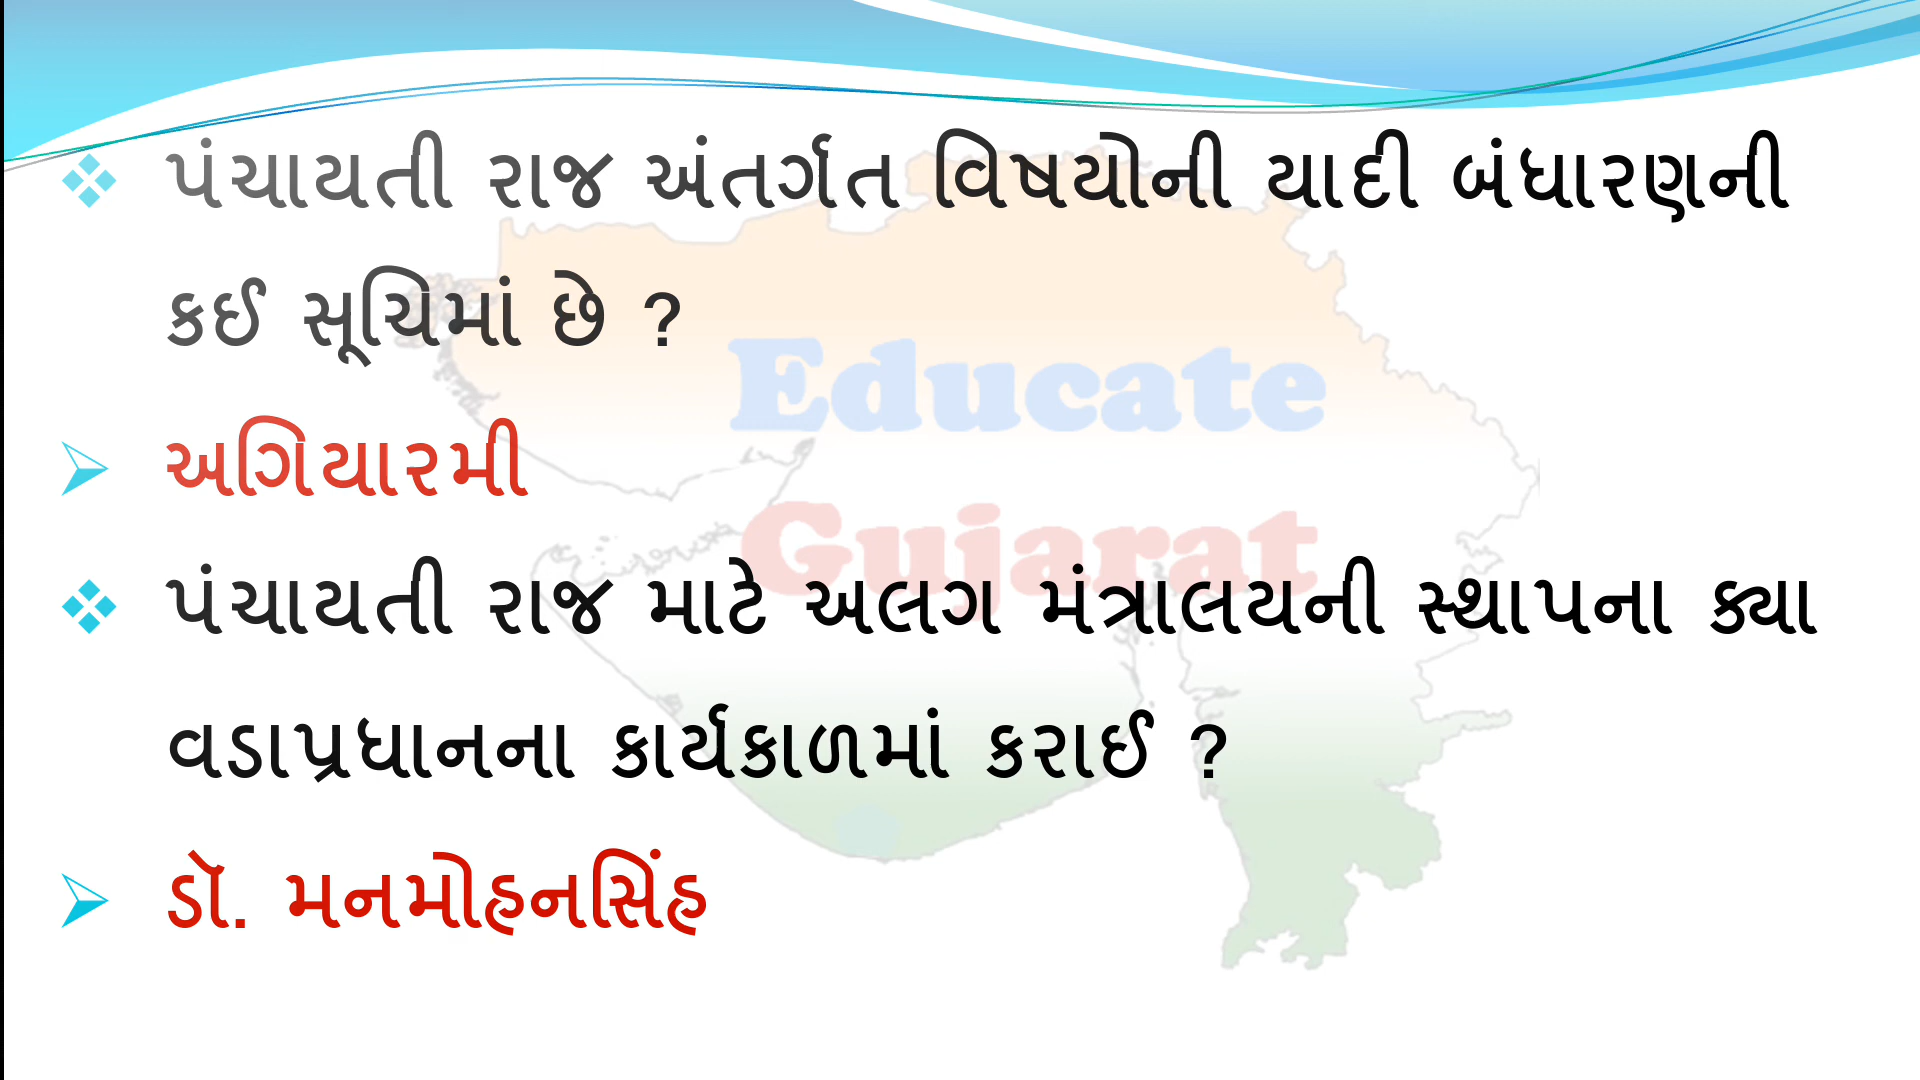 પંચાયતી રાજ અંતર્ગત વિષયોની યાદી બંધારણની
કઈ સૂચિમાં છે ?
Educate
અગિયારમી
Gujarat
પંચાયતી રાજ માટે અલગ મંત્રાલયની સ્થાપના ક્યા
વડાપ્રધાનના કાર્યકાળમાં કરાઈ ?
ડૉ. મનમોહનસિંહ